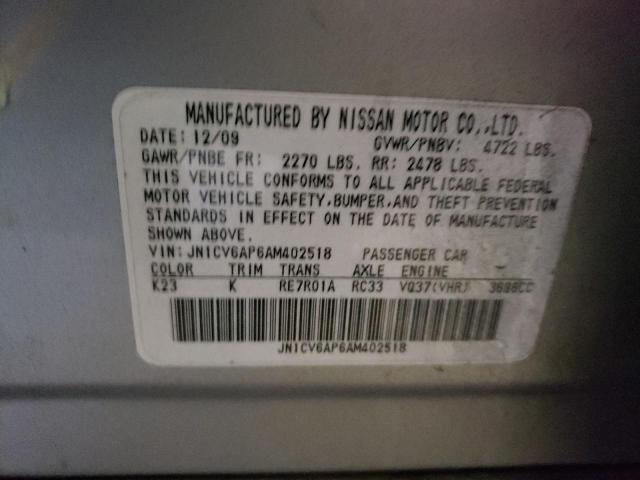 MANUFACTURED BY NISSAN MOTOR CO.,LTD.
DATE: 12/09 GVWR/PNBV: 4722 LBS.
GAWR/PNBE FR: 2270 LBS. RR: 2478 LBS.
THIS VEHICLE CONFORMS TO ALL APPLICABLE FEDERAL
MOTOR VEHICLE SAFETY,BUMPER,AND THEFT PREVENTION
STANDARDS IN EFFECT ON THE DATE OF MANUFACTURE
SHOWN ABOVE.
VIN: JN1CV6AP6AM402518 PASSENGER CAR
COLOR TRIM TRANS AXLE ENGINE
K23 K RE7R01A RC33 VQ37(VHR) 3696CC
JN1CV6AP6AM402518